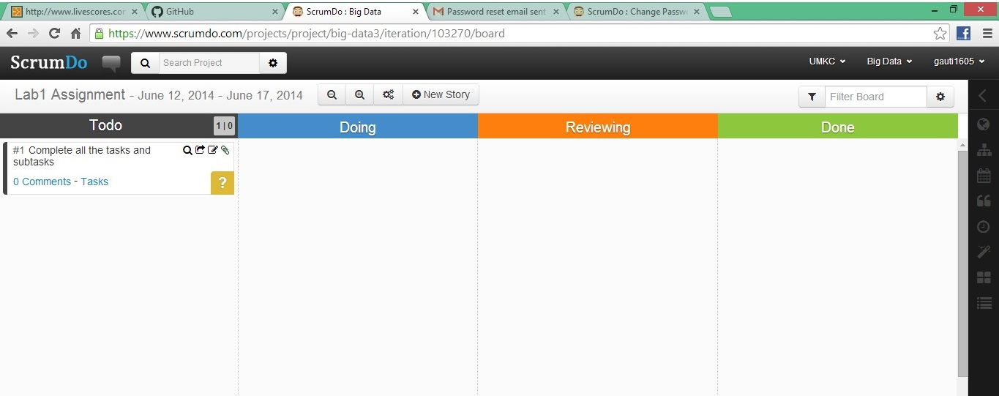 http://www.livescores.cor
GitHub
ScrumDo : Big Data
Password reset email sent
ScrumDo : Change Passw
https://www.scrumdo.com/projects/project/big-data3/iteration/103270/board
ScrumDo
Search Project
UMKC
Big Data
gauti1605
Lab1 Assignment - June 12, 2014 - June 17, 2014
New Story
Filter Board
Todo
1 | 0
Doing
Reviewing
Done
#1 Complete all the tasks and
subtasks
0 Comments - Tasks
?